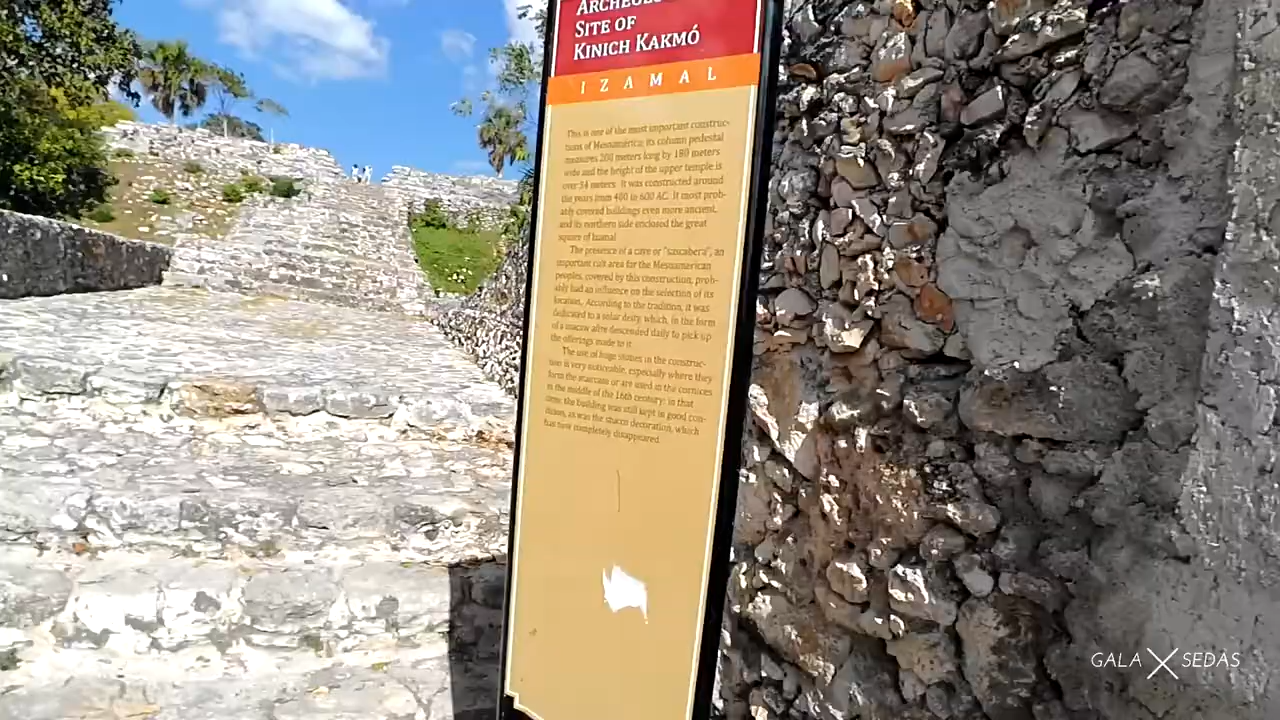 SITE OF
KINICH KAKMÓ
IZAMAL
This is one of the most important construc-
tions of Mesoamerica; its column pedestal
measures 200 meters long by 180 meters
wide and the height of the upper temple is
over 34 meters. It was constructed around
the years from 400 to 600 AC. It most prob-
ably covered buildings even more ancient,
and its northern side enclosed the great
square of Izamal
The presence of a cave or "sascabera", an
important cult area for the Mesoamerican
peoples, covered by this construction, prob-
ably had an influence on the selection of its
location. According to the tradition, it was
dedicated to a solar deity, which, in the form
of a macaw afire descended daily to pick up
the offerings made to it
The use of huge stones in the construc-
tion is very noticeable, especially where they
form the staircase or are used in the cornices
in the middle of the 16th century; in that
time, the building was still kept in good con-
dition, as was the stucco decoration, which
has now completely disappeared
GALA X SEDAS